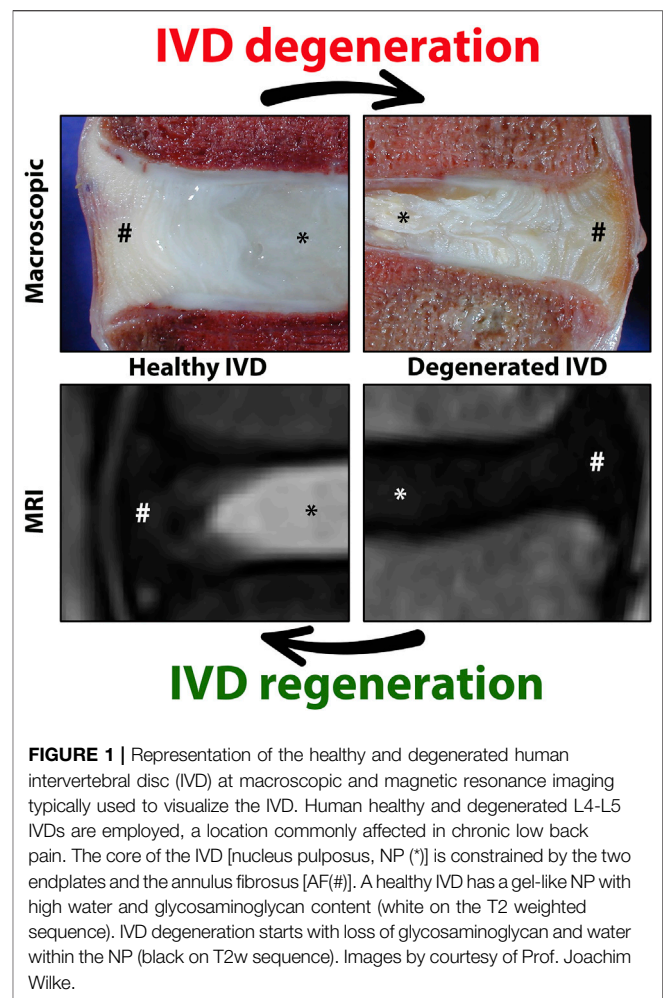 IVD degeneration
Macroscopic
# * * #
Healthy IVD Degenerated IVD
MRI
# * * #
IVD regeneration
FIGURE 1 | Representation of the healthy and degenerated human
intervertebral disc (IVD) at macroscopic and magnetic resonance imaging
typically used to visualize the IVD. Human healthy and degenerated L4-L5
IVDs are employed, a location commonly affected in chronic low back
pain. The core of the IVD [nucleus pulposus, NP (*)] is constrained by the two
endplates and the annulus fibrosus [AF(#)]. A healthy IVD has a gel-like NP with
high water and glycosaminoglycan content (white on the T2 weighted
sequence). IVD degeneration starts with loss of glycosaminoglycan and water
within the NP (black on T2w sequence). Images by courtesy of Prof. Joachim
Wilke.